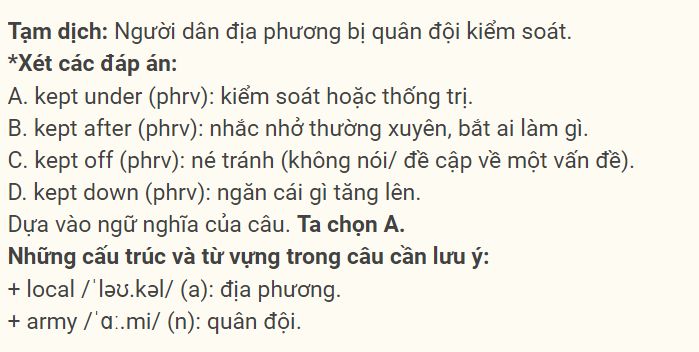 Tạm dịch: Người dân địa phương bị quân đội kiểm soát.
*Xét các đáp án:
A. kept under (phrv): kiểm soát hoặc thống trị.
B. kept after (phrv): nhắc nhở thường xuyên, bắt ai làm gì.
C. kept off (phrv): né tránh (không nói/ đề cập về một vấn đề).
D. kept down (phrv): ngăn cái gì tăng lên.
Dựa vào ngữ nghĩa của câu. Ta chọn A.
Những cấu trúc và từ vựng trong câu cần lưu ý:
+ local /ˈləʊ.kəl/ (a): địa phương.
+ army /ˈɑː.mi/ (n): quân đội.